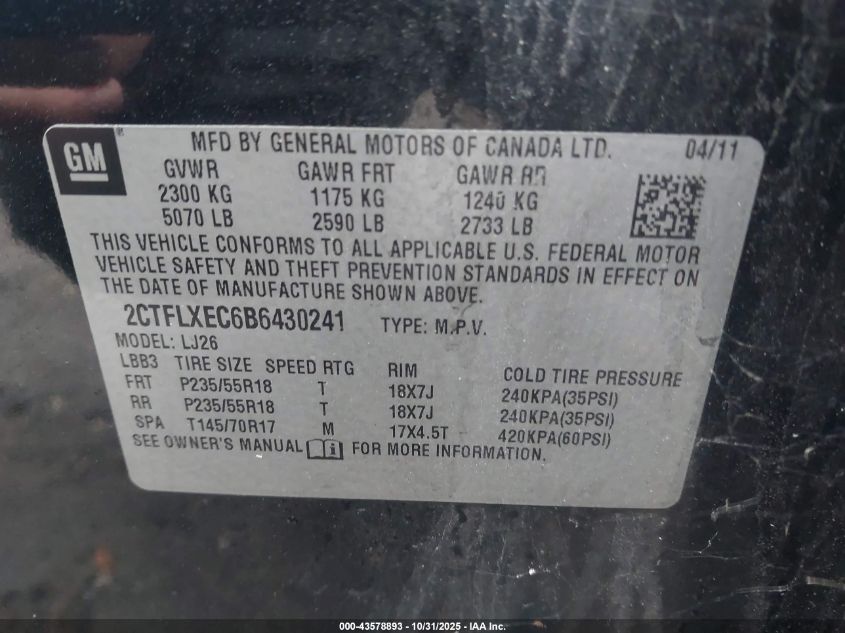 GM®
MFD BY GENERAL MOTORS OF CANADA LTD. 04/11
GVWR GAWR FRT GAWR RR
2300 KG 1175 KG 1240 KG
5070 LB 2590 LB 2733 LB
THIS VEHICLE CONFORMS TO ALL APPLICABLE U.S. FEDERAL MOTOR
VEHICLE SAFETY AND THEFT PREVENTION STANDARDS IN EFFECT ON
THE DATE OF MANUFACTURE SHOWN ABOVE.
2CTFLXEC6B6430241 TYPE: M.P.V.
MODEL: LJ26
LBB3 TIRE SIZE SPEED RTG RIM COLD TIRE PRESSURE
FRT P235/55R18 T 18X7J 240KPA(35PSI)
RR P235/55R18 T 18X7J 240KPA(35PSI)
SPA T145/70R17 M 17X4.5T 420KPA(60PSI)
SEE OWNER'S MANUAL i FOR MORE INFORMATION.
000-43578893 - 10/31/2025 - IAA Inc.